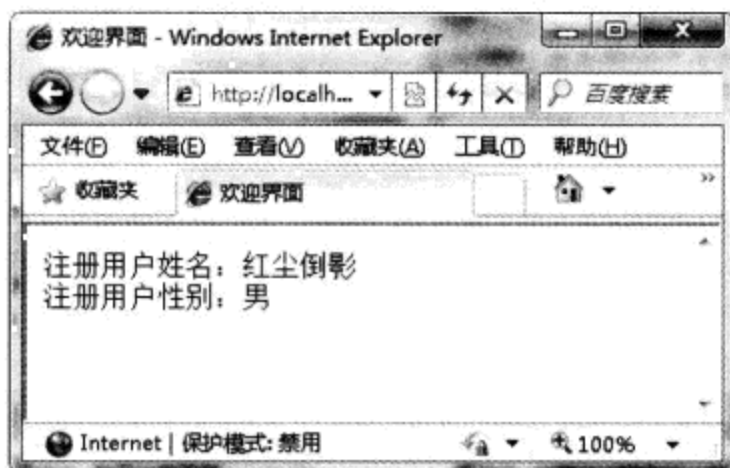 欢迎界面 - Windows Internet Explorer
http://localh... 百度搜索
文件(F) 编辑(E) 查看(V) 收藏夹(A) 工具(T) 帮助(H)
收藏夹 欢迎界面
注册用户姓名：红尘倒影
注册用户性别：男
Internet | 保护模式: 禁用 100%